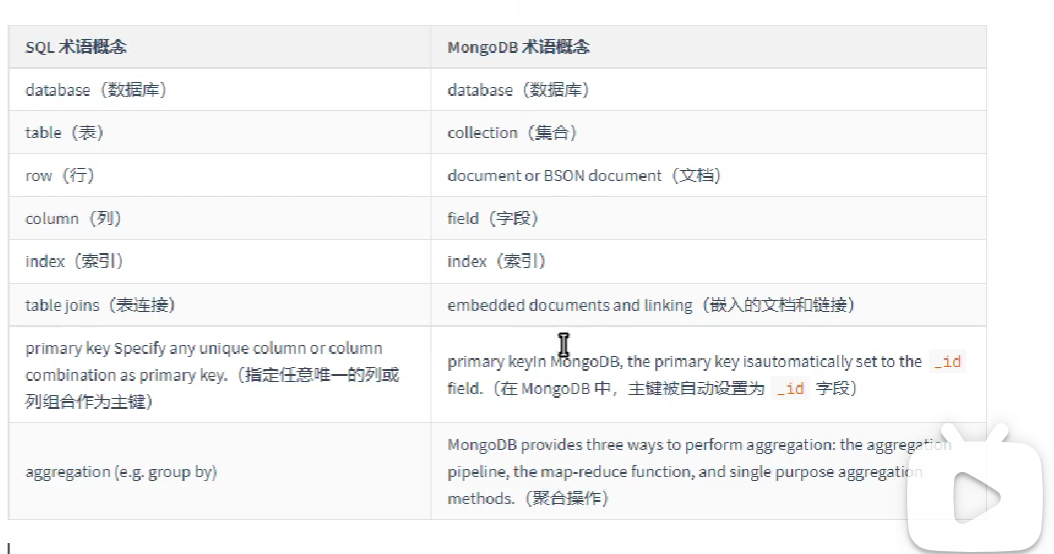 SQL 术语概念
MongoDB 术语概念
database（数据库）
database（数据库）
table（表）
collection（集合）
row（行）
document or BSON document（文档）
column（列）
field（字段）
index（索引）
index（索引）
table joins（表连接）
embedded documents and linking（嵌入的文档和链接）
primary key Specify any unique column or column
combination as primary key.（指定任意唯一的列或
列组合作为主键）
primary keyIn MongoDB, the primary key isautomatically set to the _id
field.（在 MongoDB 中，主键被自动设置为 _id 字段）
aggregation (e.g. group by)
MongoDB provides three ways to perform aggregation: the aggregation
pipeline, the map-reduce function, and single purpose aggregation
methods.（聚合操作）